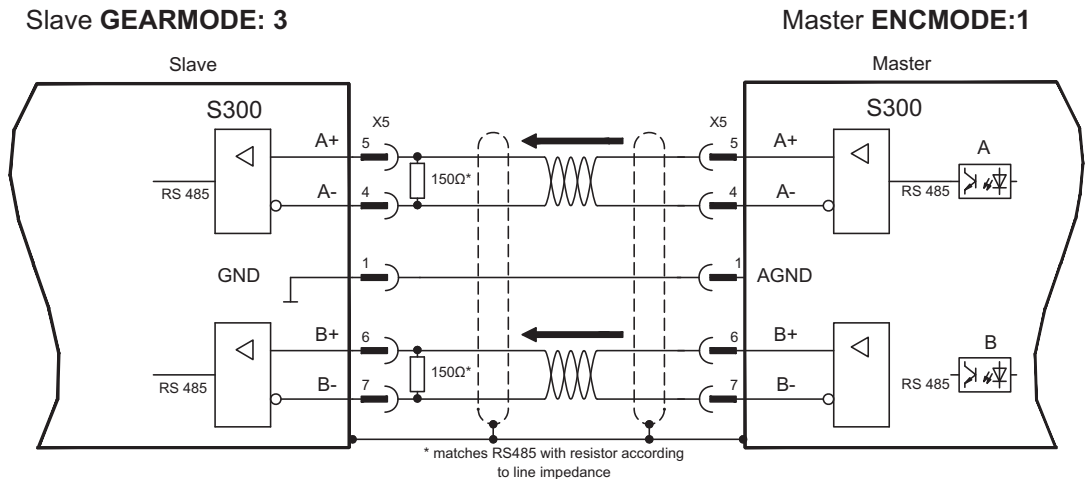 Slave GEARMODE: 3
Master ENCMODE:1
Slave
Master
S300
S300
X5
X5
A+
5
5
A+
A
150Ω*
RS 485
RS 485
A-
4
4
A-
GND
1
1
AGND
B+
6
6
B+
B
150Ω*
RS 485
RS 485
B-
7
7
B-
* matches RS485 with resistor according
to line impedance